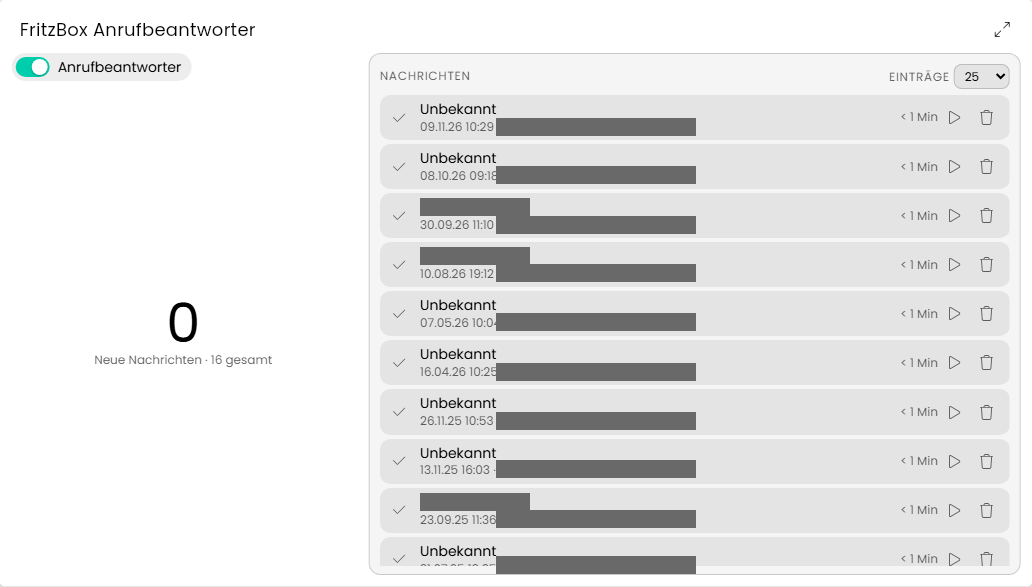 FritzBox Anrufbeantworter
Anrufbeantworter
0
Neue Nachrichten · 16 gesamt
NACHRICHTEN
EINTRÄGE 25
Unbekannt
09.11.26 10:29
< 1 Min
Unbekannt
08.10.26 09:18
< 1 Min
30.09.26 11:10
< 1 Min
10.08.26 19:12
< 1 Min
Unbekannt
07.05.26 10:04
< 1 Min
Unbekannt
16.04.26 10:25
< 1 Min
Unbekannt
26.11.25 10:53
< 1 Min
Unbekannt
13.11.25 16:03 ·
< 1 Min
23.09.25 11:36
< 1 Min
Unbekannt
< 1 Min